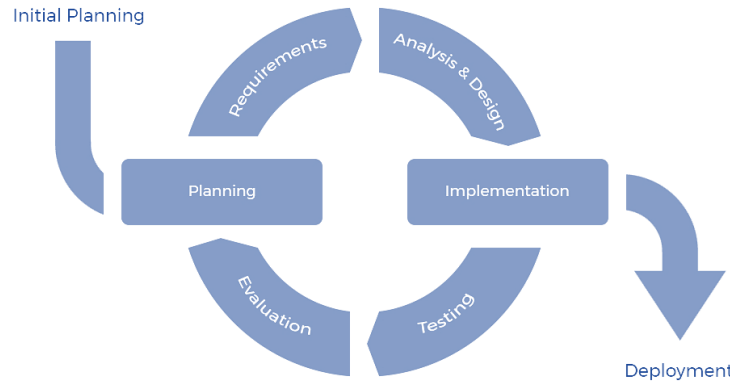 Initial Planning
Requirements
Analysis & Design
Planning
Implementation
Evaluation
Testing
Deployment